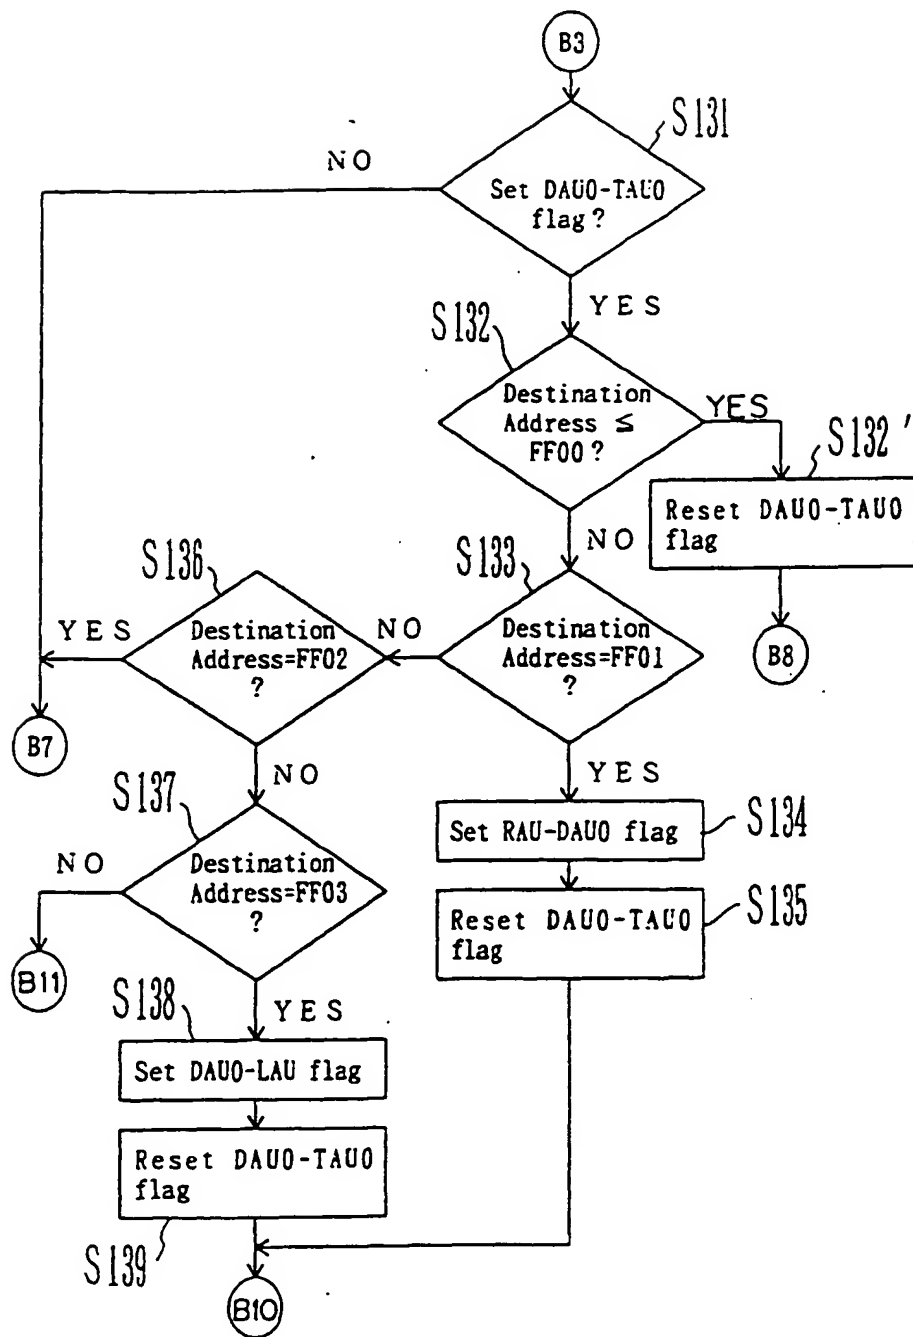 B3
S131
NO
Set DAU0-TAU0
flag?
YES
S132
Destination
Address ≤
FF00?
YES
S132'
Reset DAU0-TAU0
flag
NO
B8
S136
S133
YES
Destination
Address=FF02
?
NO
Destination
Address=FF01
?
B7
NO
YES
S137
Set RAU-DAU0 flag
S134
NO
Destination
Address=FF03
?
Reset DAU0-TAU0
flag
S135
B11
S138
YES
Set DAU0-LAU flag
Reset DAU0-TAU0
flag
S139
B10